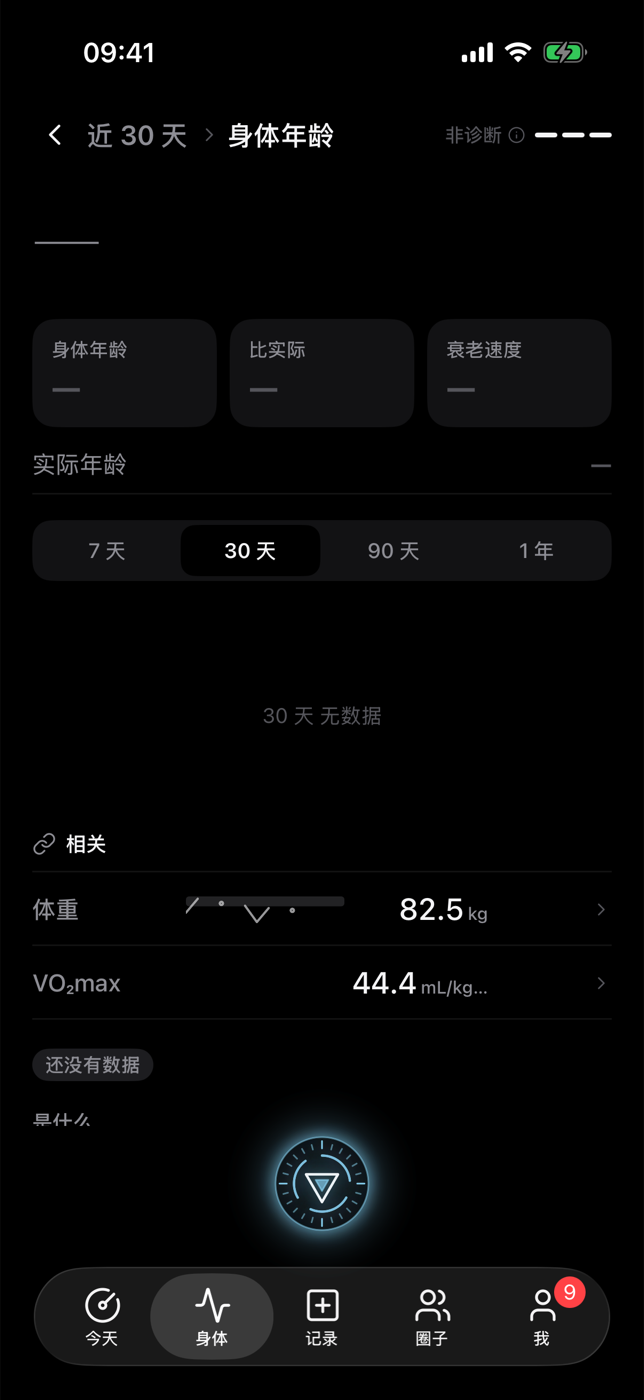 09:41
近 30 天 > 身体年龄 非诊断
身体年龄 比实际 衰老速度
— — —
实际年龄 —
7 天 30 天 90 天 1 年
30 天 无数据
相关
体重 82.5 kg
VO₂max 44.4 mL/kg...
还没有数据
是什么
9
今天 身体 记录 圈子 我